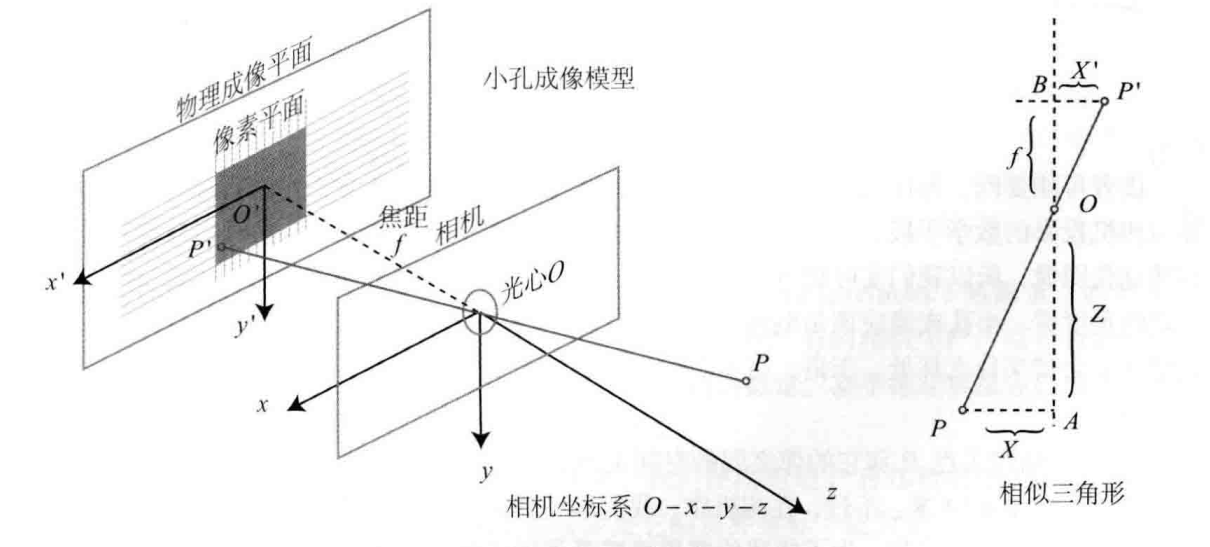 物理成像平面
像素平面
小孔成像模型
O'
P'
x'
y'
焦距
f
相机
光心O
x
y
z
P
相机坐标系 O-x-y-z
B
X'
P'
f
O
Z
P
X
A
相似三角形